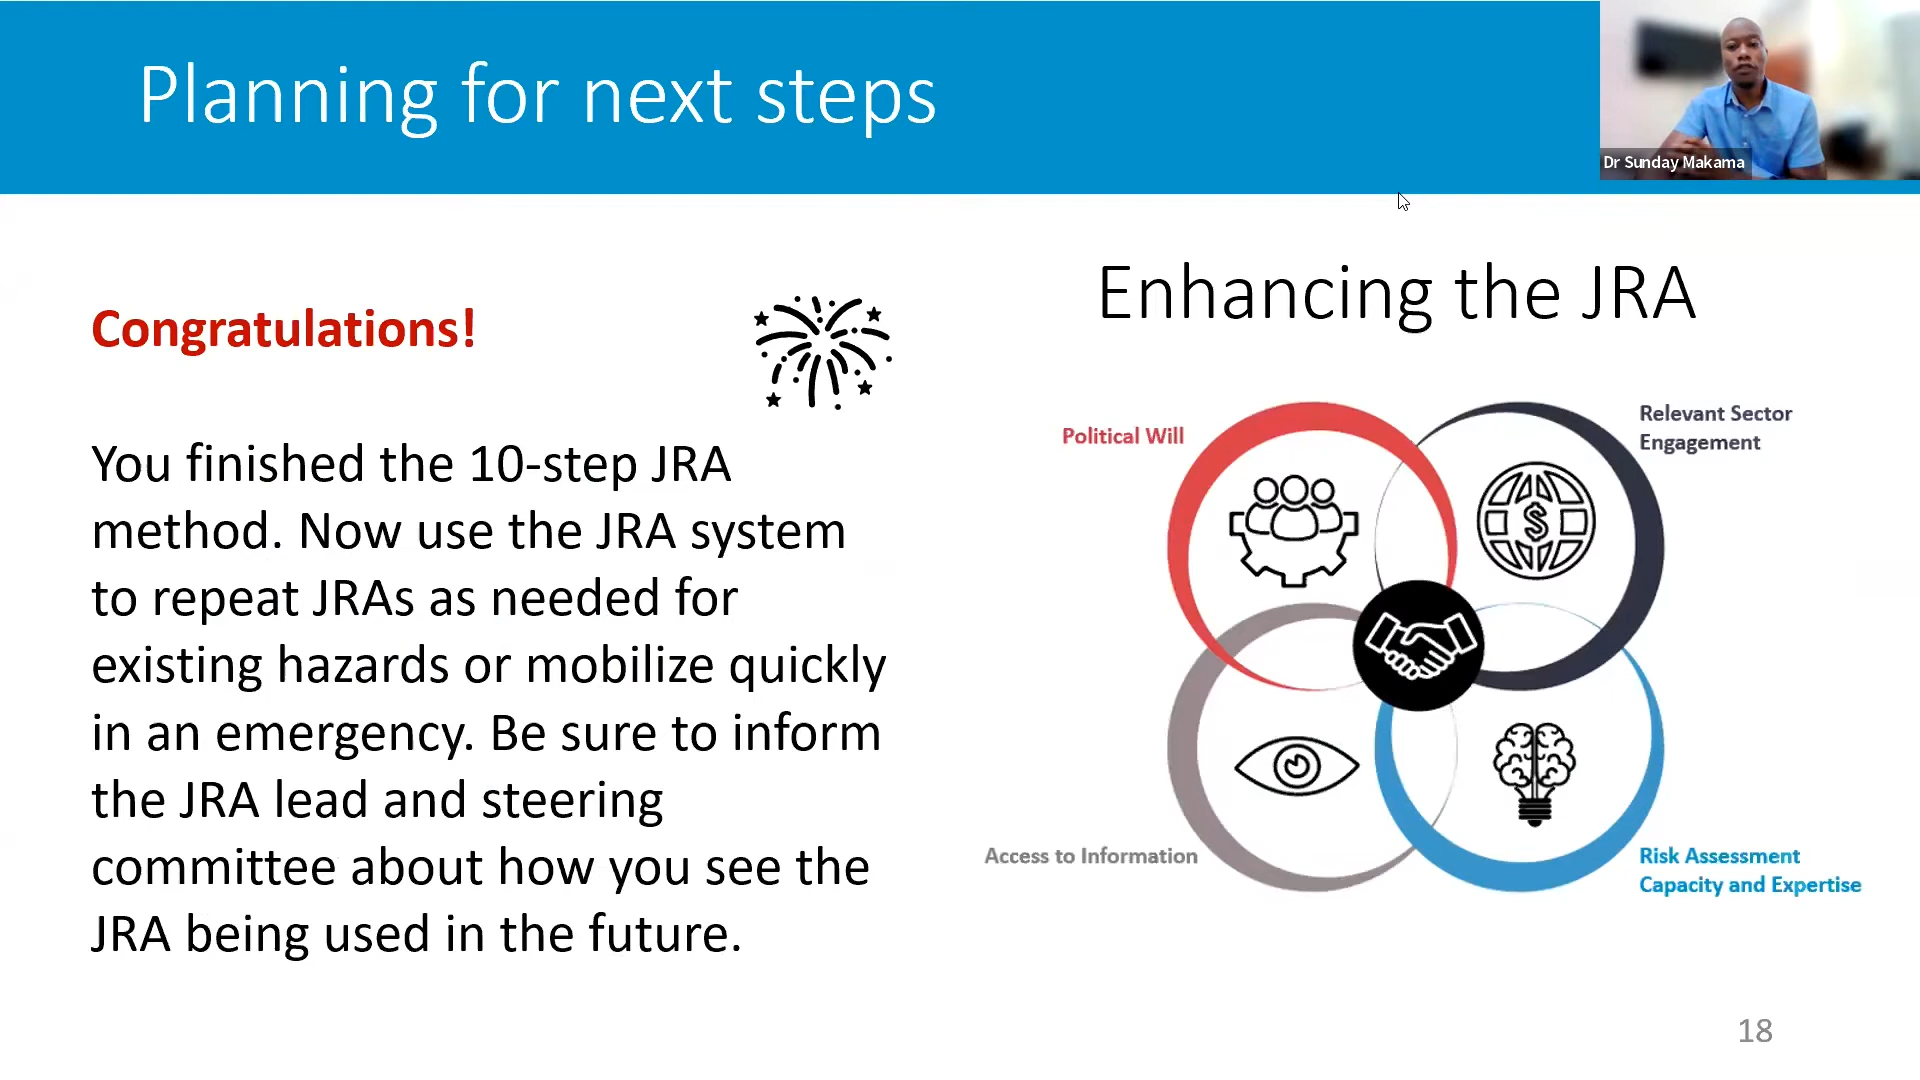 Planning for next steps
Dr Sunday Makama
Congratulations!
You finished the 10-step JRA
method. Now use the JRA system
to repeat JRAs as needed for
existing hazards or mobilize quickly
in an emergency. Be sure to inform
the JRA lead and steering
committee about how you see the
JRA being used in the future.
Enhancing the JRA
Political Will
Relevant Sector
Engagement
$
Access to Information
Risk Assessment
Capacity and Expertise
18